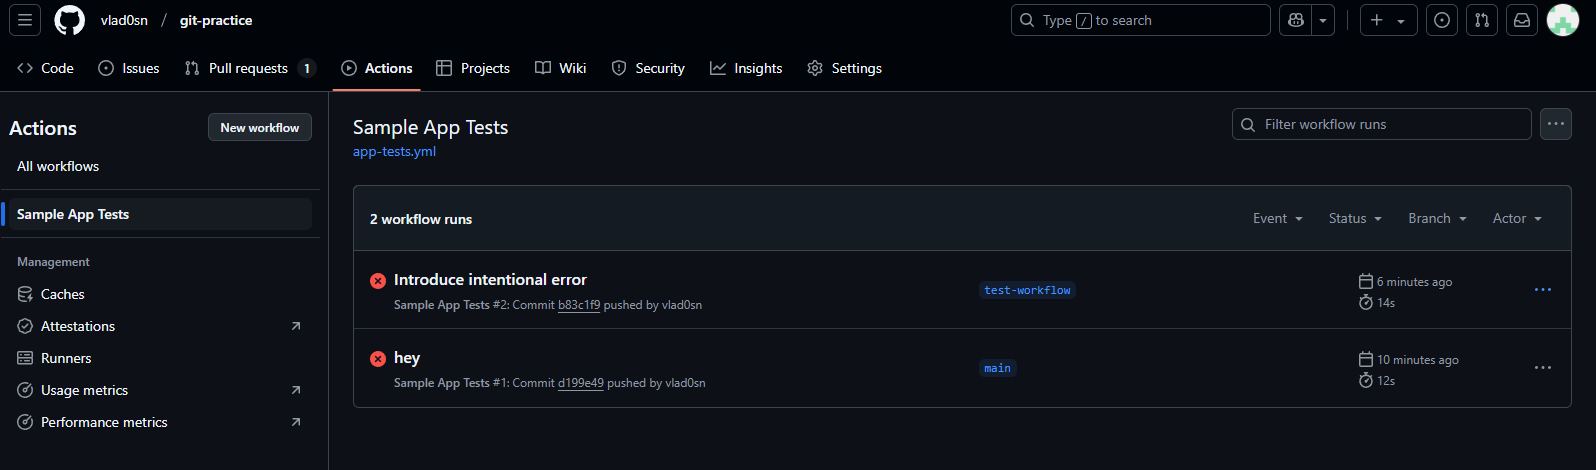 vlad0sn / git-practice
Type / to search
Code Issues Pull requests 1 Actions Projects Wiki Security Insights Settings
Actions
New workflow
All workflows
Sample App Tests
Management
Caches
Attestations
Runners
Usage metrics
Performance metrics
Sample App Tests
app-tests.yml
Filter workflow runs
2 workflow runs
Event Status Branch Actor
Introduce intentional error
Sample App Tests #2: Commit b83c1f9 pushed by vlad0sn
test-workflow
6 minutes ago
14s
hey
Sample App Tests #1: Commit d199e49 pushed by vlad0sn
main
10 minutes ago
12s